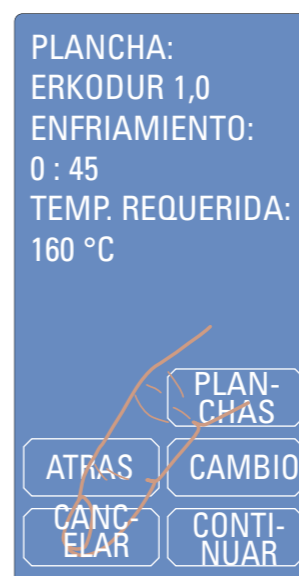 PLANCHA:
ERKODUR 1,0
ENFRIAMIENTO:
0 : 45
TEMP. REQUERIDA:
160 °C
PLAN-
CHAS
ATRAS
CAMBIO
CANC-
ELAR
CONTI-
NUAR